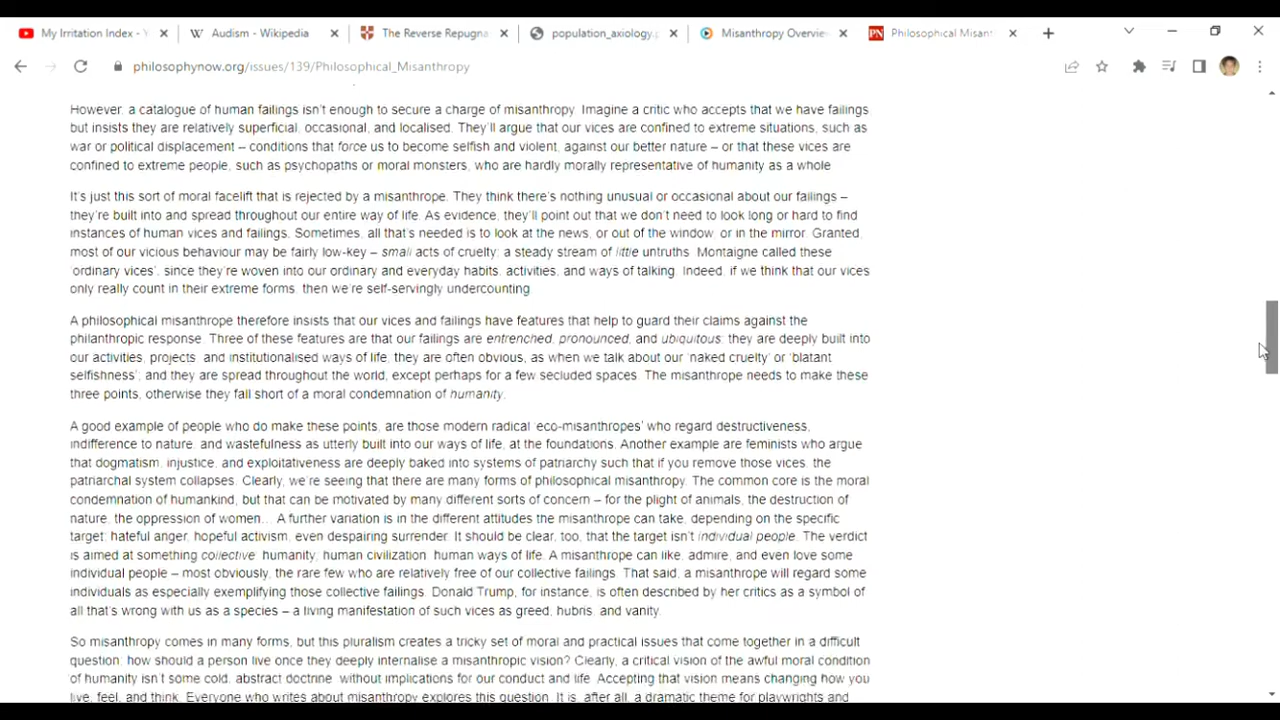 My Irritation Index - Y
Audism - Wikipedia
The Reverse Repugna
population_axiology.p
Misanthropy Overvie
PN Philosophical Misant
philosophynow.org/issues/139/Philosophical_Misanthropy
However, a catalogue of human failings isn't enough to secure a charge of misanthropy. Imagine a critic who accepts that we have failings
but insists they are relatively superficial, occasional, and localised. They'll argue that our vices are confined to extreme situations, such as
war or political displacement – conditions that force us to become selfish and violent, against our better nature – or that these vices are
confined to extreme people, such as psychopaths or moral monsters, who are hardly morally representative of humanity as a whole
It's just this sort of moral facelift that is rejected by a misanthrope. They think there's nothing unusual or occasional about our failings –
they're built into and spread throughout our entire way of life. As evidence, they'll point out that we don't need to look long or hard to find
instances of human vices and failings. Sometimes, all that's needed is to look at the news, or out of the window, or in the mirror. Granted,
most of our vicious behaviour may be fairly low-key – small acts of cruelty; a steady stream of little untruths. Montaigne called these
'ordinary vices', since they're woven into our ordinary and everyday habits, activities, and ways of talking. Indeed, if we think that our vices
only really count in their extreme forms, then we're self-servingly undercounting.
A philosophical misanthrope therefore insists that our vices and failings have features that help to guard their claims against the
philanthropic response. Three of these features are that our failings are entrenched, pronounced, and ubiquitous: they are deeply built into
our activities, projects, and institutionalised ways of life; they are often obvious, as when we talk about our 'naked cruelty' or 'blatant
selfishness'; and they are spread throughout the world, except perhaps for a few secluded spaces. The misanthrope needs to make these
three points, otherwise they fall short of a moral condemnation of humanity.
A good example of people who do make these points, are those modern radical 'eco-misanthropes' who regard destructiveness,
indifference to nature, and wastefulness as utterly built into our ways of life, at the foundations. Another example are feminists who argue
that dogmatism, injustice, and exploitativeness are deeply baked into systems of patriarchy such that if you remove those vices, the
patriarchal system collapses. Clearly, we're seeing that there are many forms of philosophical misanthropy. The common core is the moral
condemnation of humankind, but that can be motivated by many different sorts of concern – for the plight of animals, the destruction of
nature, the oppression of women... A further variation is in the different attitudes the misanthrope can take, depending on the specific
target: hateful anger, hopeful activism, even despairing surrender. It should be clear, too, that the target isn't individual people. The verdict
is aimed at something collective: humanity; human civilization; human ways of life. A misanthrope can like, admire, and even love some
individual people – most obviously, the rare few who are relatively free of our collective failings. That said, a misanthrope will regard some
individuals as especially exemplifying those collective failings. Donald Trump, for instance, is often described by her critics as a symbol of
all that's wrong with us as a species – a living manifestation of such vices as greed, hubris, and vanity.
So misanthropy comes in many forms, but this pluralism creates a tricky set of moral and practical issues that come together in a difficult
question: how should a person live once they deeply internalise a misanthropic vision? Clearly, a critical vision of the awful moral condition
of humanity isn't some cold, abstract doctrine, without implications for our conduct and life. Accepting that vision means changing how you
live, feel, and think. Everyone who writes about misanthropy explores this question. It is, after all, a dramatic theme for playwrights and